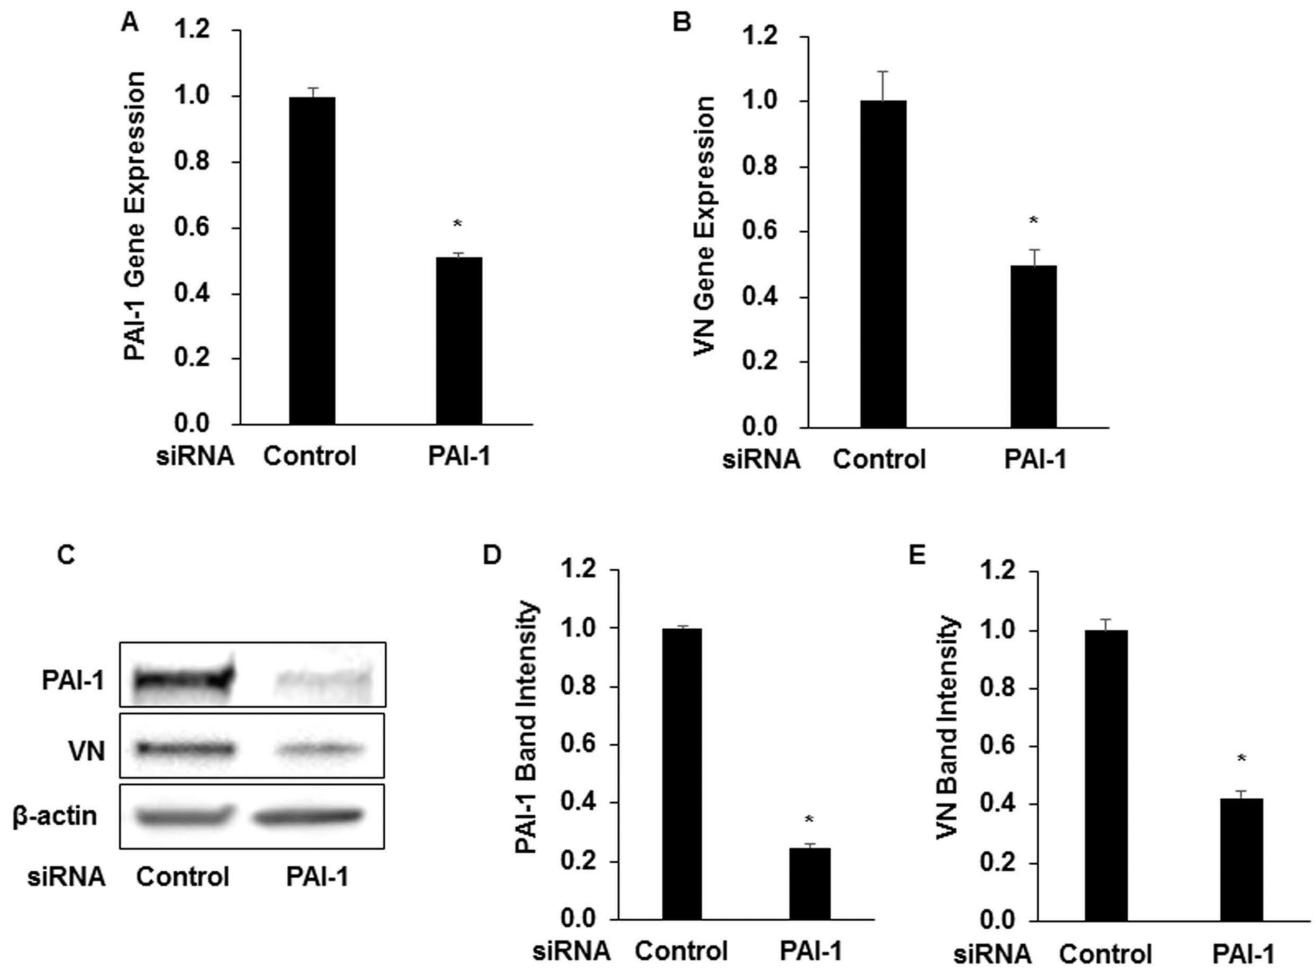 A
PAI-1 Gene Expression
1.2
1.0
0.8
0.6
0.4
0.2
0.0
*
siRNA Control PAI-1
B
VN Gene Expression
1.2
1.0
0.8
0.6
0.4
0.2
0.0
*
siRNA Control PAI-1
C
PAI-1
VN
β-actin
siRNA Control PAI-1
D
PAI-1 Band Intensity
1.2
1.0
0.8
0.6
0.4
0.2
0.0
*
siRNA Control PAI-1
E
VN Band Intensity
1.2
1.0
0.8
0.6
0.4
0.2
0.0
*
siRNA Control PAI-1